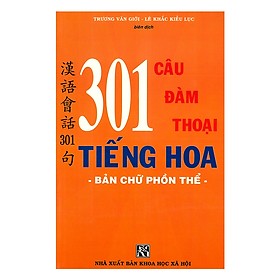 TRƯƠNG VĂN GIỚI - LÊ KHẮC KIỀU LỤC
biên dịch
漢語會話301句
301 CÂU
ĐÀM
THOẠI
TIẾNG HOA
- BẢN CHỮ PHỒN THỂ -
NHÀ XUẤT BẢN KHOA HỌC XÃ HỘI